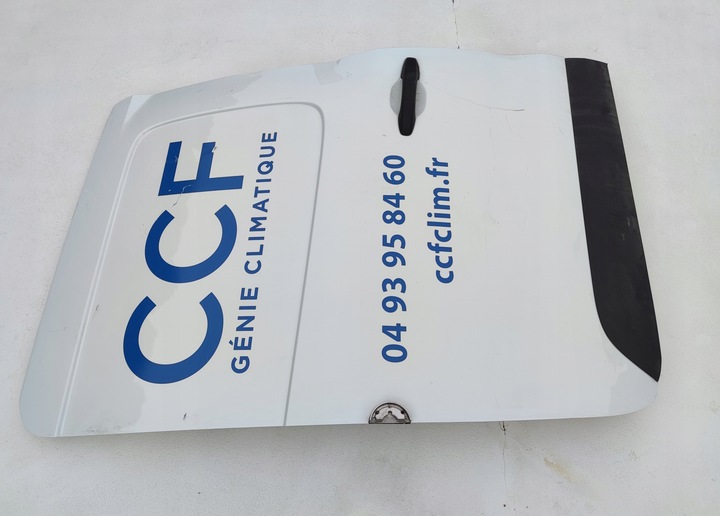 CCF
GÉNIE CLIMATIQUE
04 93 95 84 60
ccfclim.fr